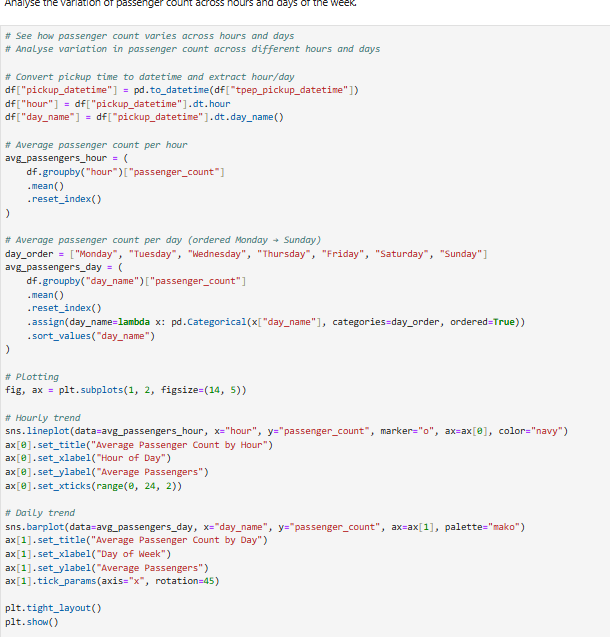 Analyse the variation of passenger count across hours and days of the week.
# See how passenger count varies across hours and days
# Analyse variation in passenger count across different hours and days

# Convert pickup time to datetime and extract hour/day
df["pickup_datetime"] = pd.to_datetime(df["tpep_pickup_datetime"])
df["hour"] = df["pickup_datetime"].dt.hour
df["day_name"] = df["pickup_datetime"].dt.day_name()

# Average passenger count per hour
avg_passengers_hour = (
    df.groupby("hour")["passenger_count"]
    .mean()
    .reset_index()
)

# Average passenger count per day (ordered Monday → Sunday)
day_order = ["Monday", "Tuesday", "Wednesday", "Thursday", "Friday", "Saturday", "Sunday"]
avg_passengers_day = (
    df.groupby("day_name")["passenger_count"]
    .mean()
    .reset_index()
    .assign(day_name=lambda x: pd.Categorical(x["day_name"], categories=day_order, ordered=True))
    .sort_values("day_name")
)

# Plotting
fig, ax = plt.subplots(1, 2, figsize=(14, 5))

# Hourly trend
sns.lineplot(data=avg_passengers_hour, x="hour", y="passenger_count", marker="o", ax=ax[0], color="navy")
ax[0].set_title("Average Passenger Count by Hour")
ax[0].set_xlabel("Hour of Day")
ax[0].set_ylabel("Average Passengers")
ax[0].set_xticks(range(0, 24, 2))

# Daily trend
sns.barplot(data=avg_passengers_day, x="day_name", y="passenger_count", ax=ax[1], palette="mako")
ax[1].set_title("Average Passenger Count by Day")
ax[1].set_xlabel("Day of Week")
ax[1].set_ylabel("Average Passengers")
ax[1].tick_params(axis="x", rotation=45)

plt.tight_layout()
plt.show()